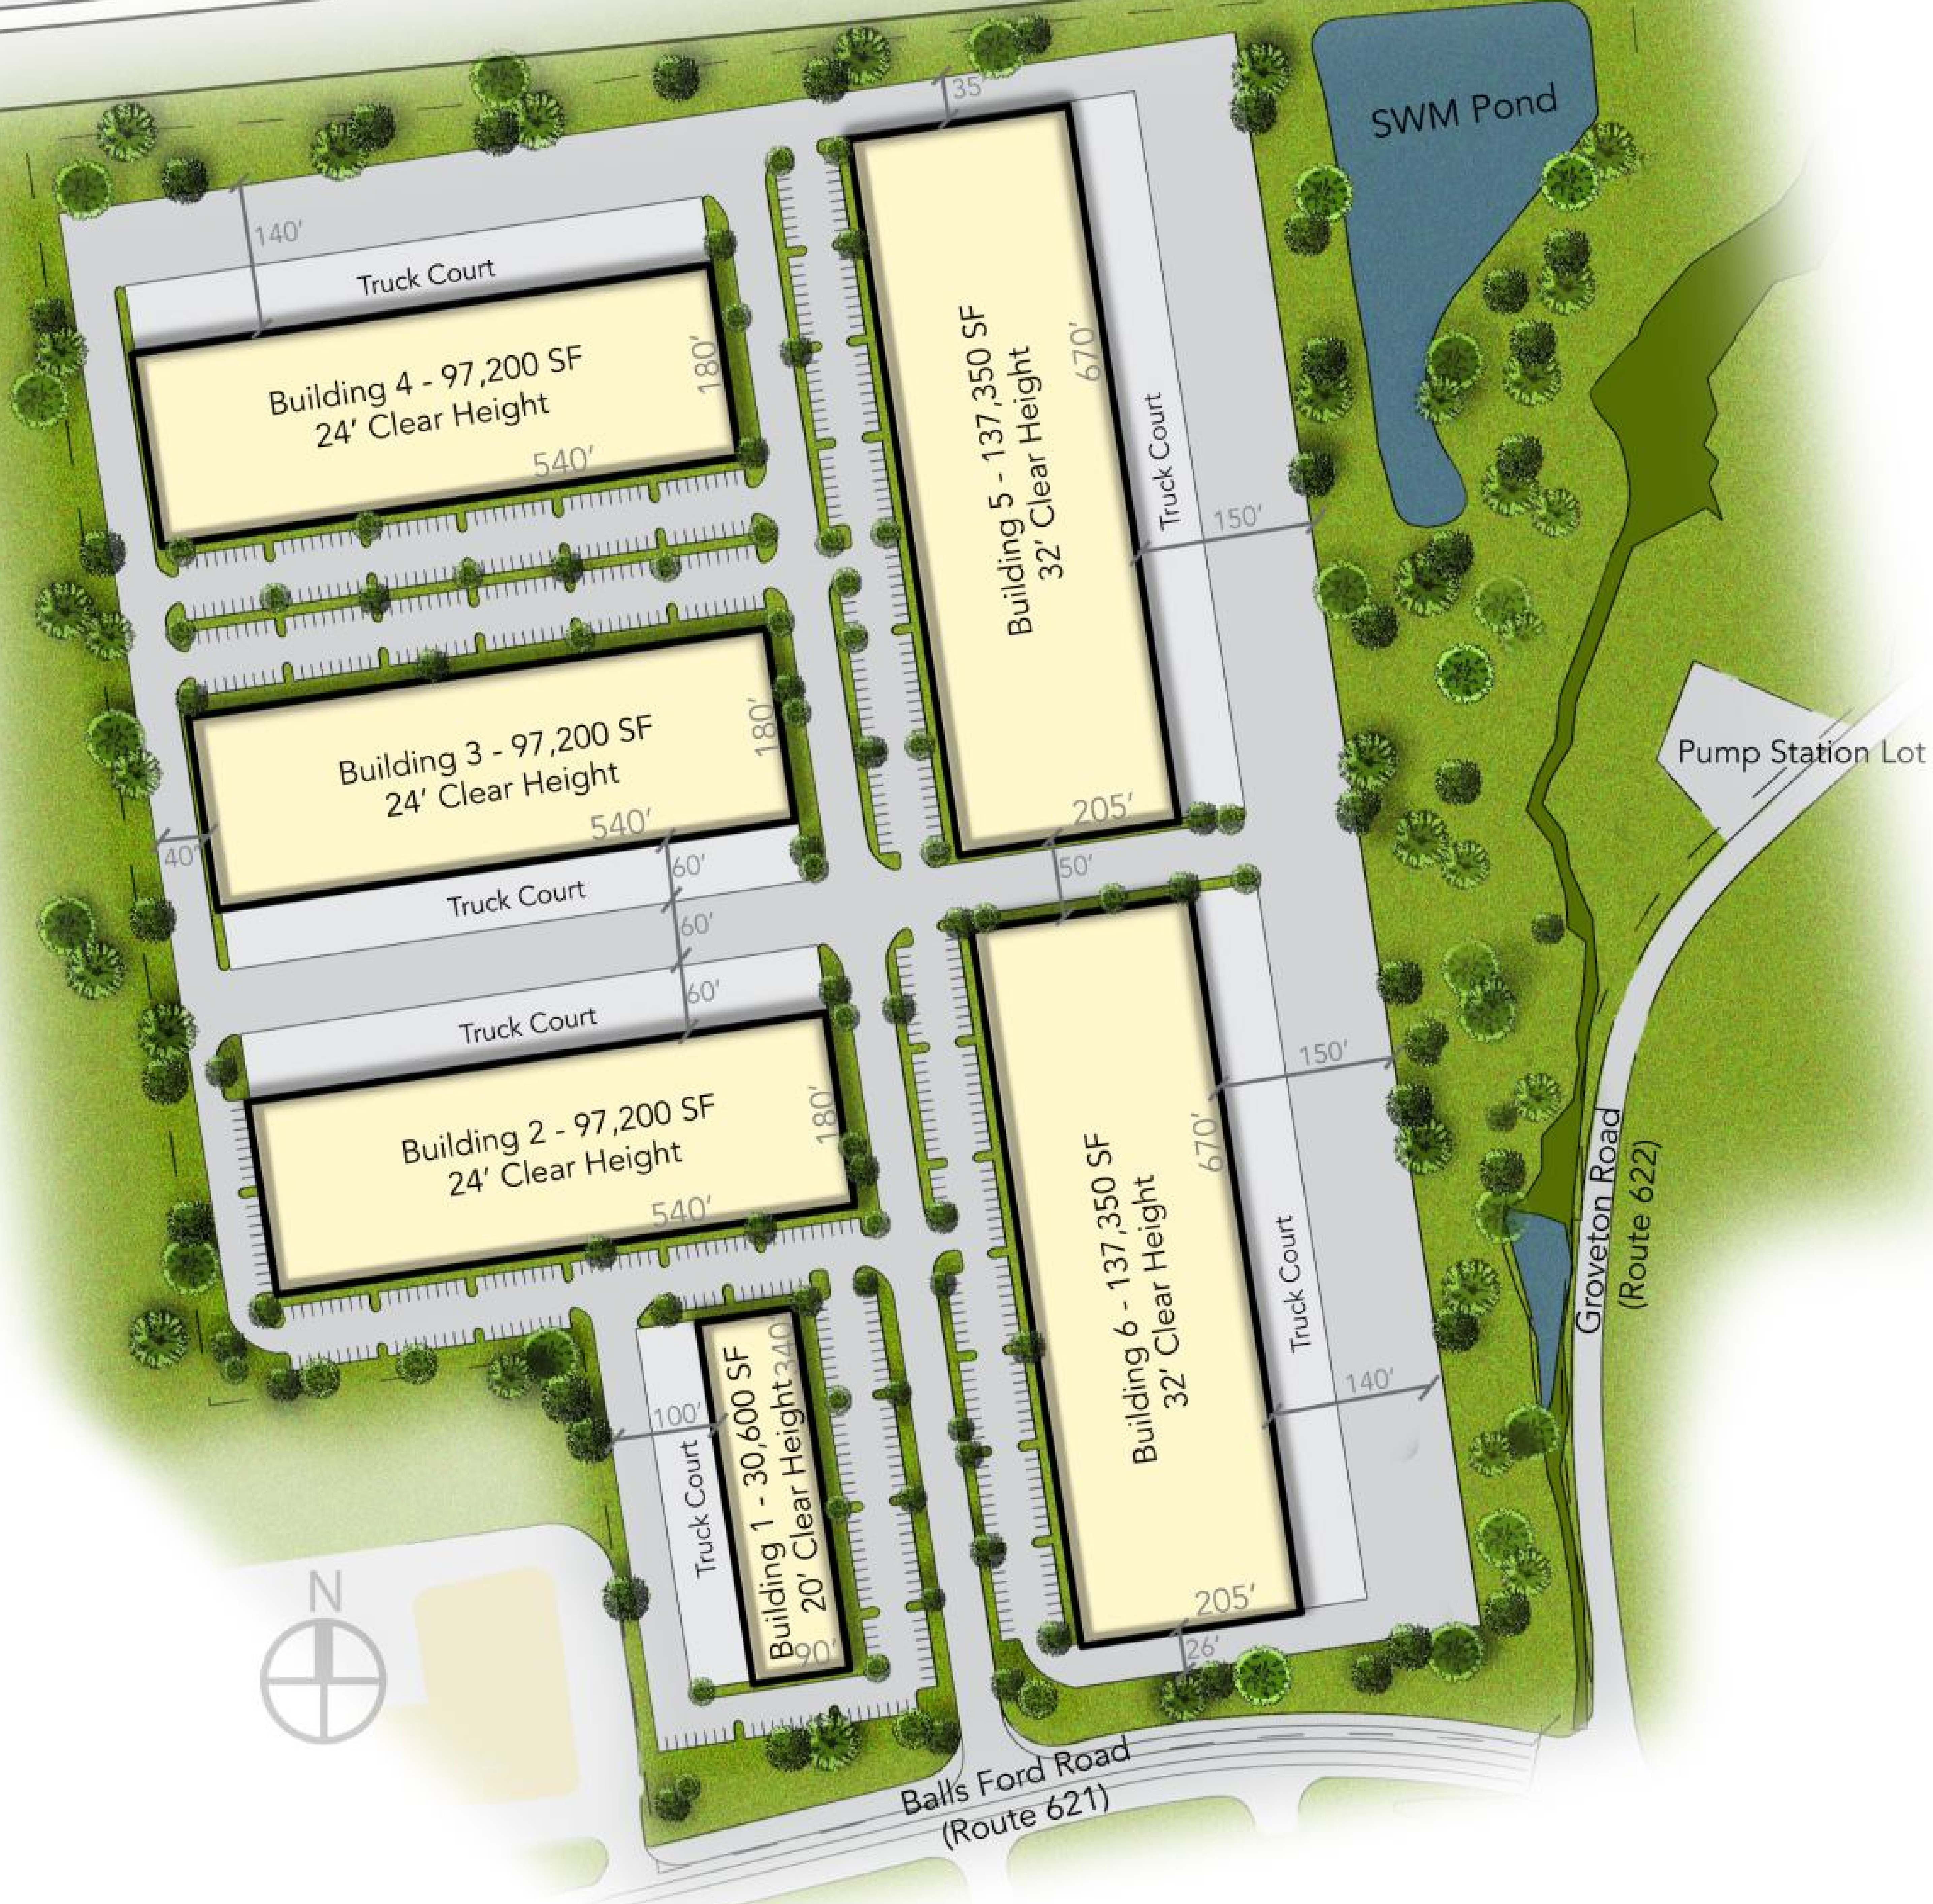 35'
SWM Pond
140'
Truck Court
Building 4 - 97,200 SF
24' Clear Height
180'
540'
Building 5 - 137,350 SF
32' Clear Height
670'
205'
Truck Court
150'
Building 3 - 97,200 SF
24' Clear Height
180'
540'
40'
Truck Court
60'
60'
60'
50'
Pump Station Lot
Truck Court
Building 2 - 97,200 SF
24' Clear Height
180'
540'
Building 6 - 137,350 SF
32' Clear Height
670'
205'
Truck Court
150'
140'
26'
100'
Truck Court
Building 1 - 30,600 SF
20' Clear Height
340'
90'
Groveton Road
(Route 622)
N
Balls Ford Road
(Route 621)